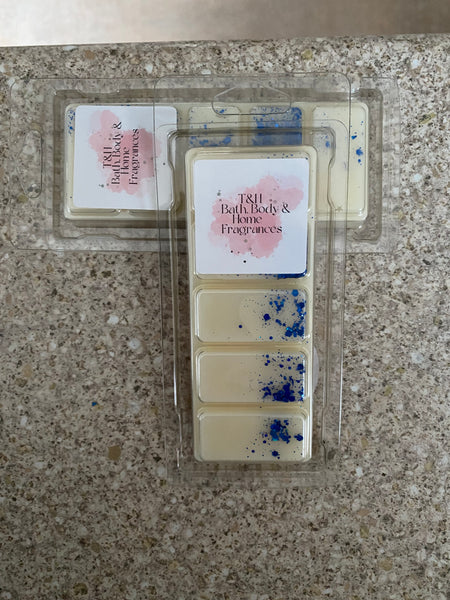 T&H
Bath, Body &
Home
Fragrances
T&H
Bath, Body &
Home
Fragrances